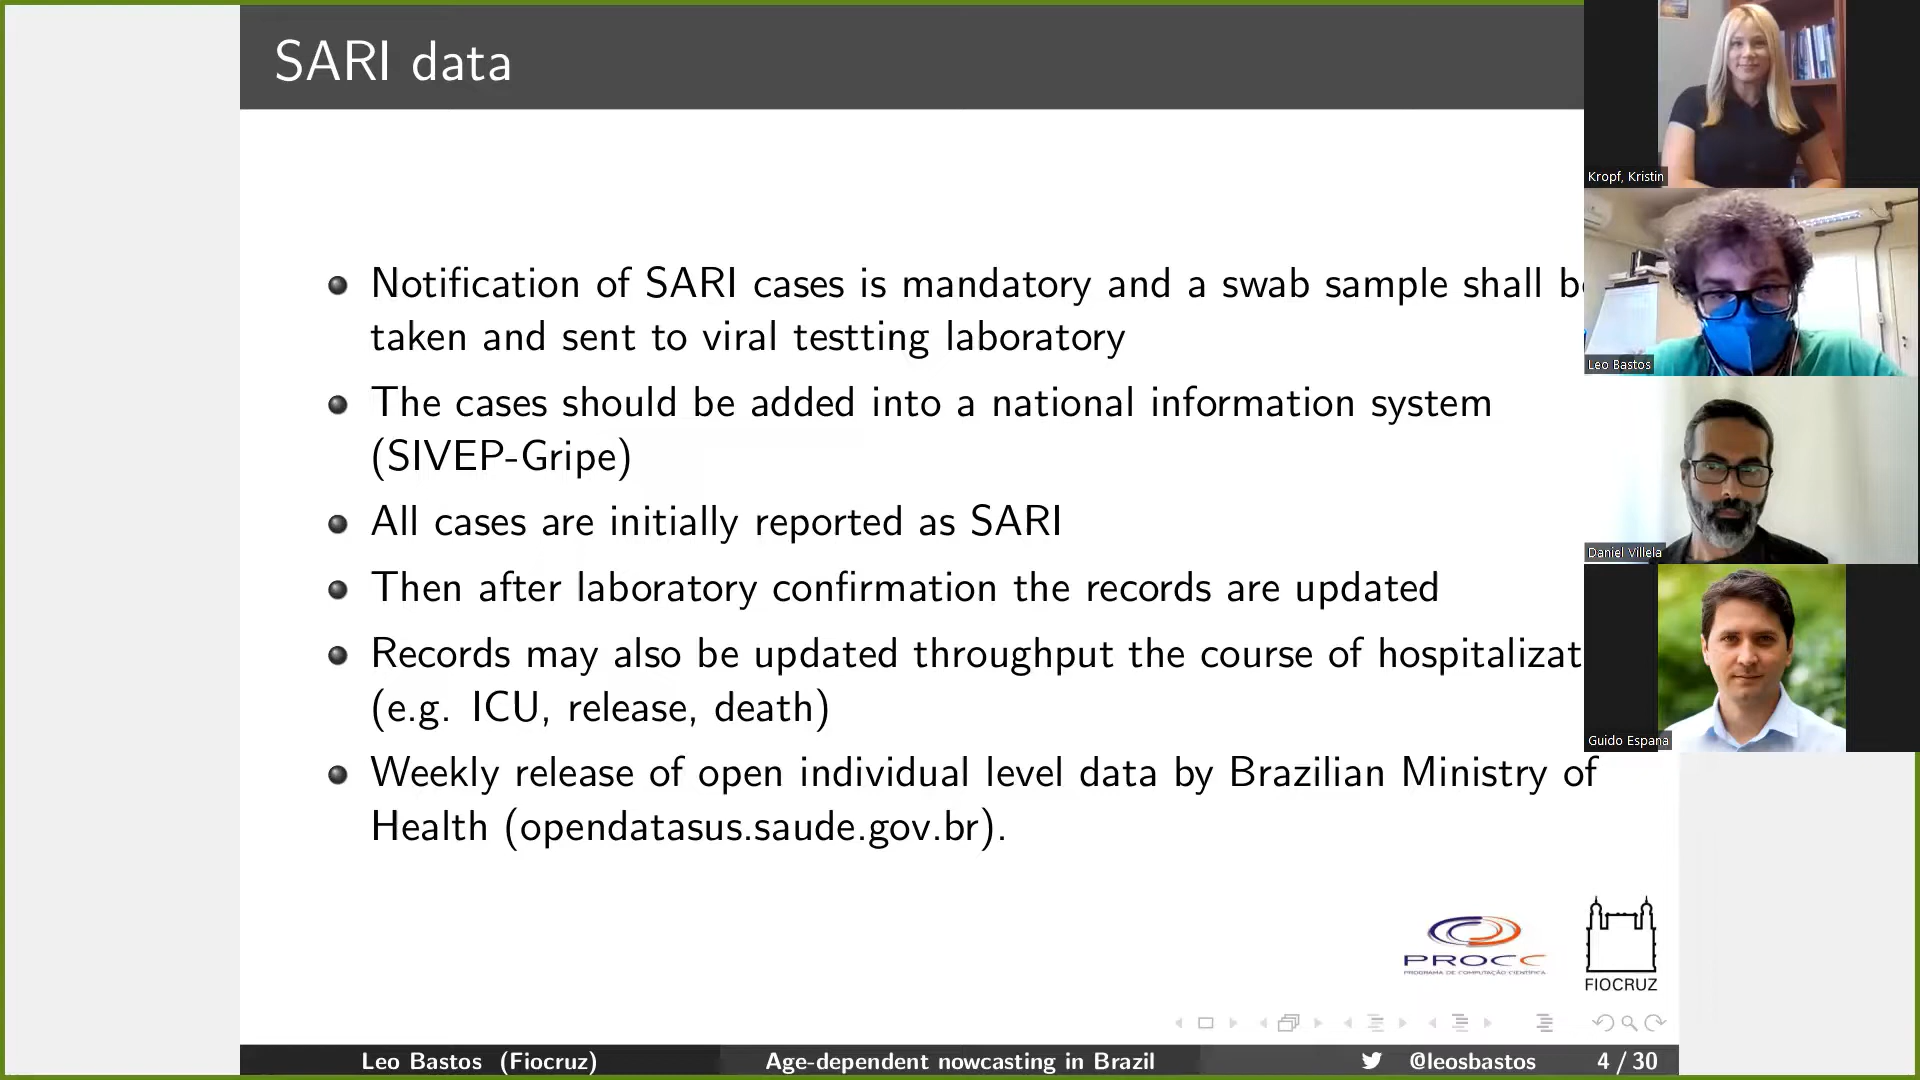 SARI data
Notification of SARI cases is mandatory and a swab sample shall b
taken and sent to viral testting laboratory
The cases should be added into a national information system
(SIVEP-Gripe)
All cases are initially reported as SARI
Then after laboratory confirmation the records are updated
Records may also be updated throughput the course of hospitalizat
(e.g. ICU, release, death)
Weekly release of open individual level data by Brazilian Ministry of
Health (opendatasus.saude.gov.br).
PROCC
PROGRAMA DE COMPUTAÇÃO CIENTÍFICA
FIOCRUZ
Leo Bastos (Fiocruz)
Age-dependent nowcasting in Brazil
@leosbastos
4 / 30
Kropf, Kristin
Leo Bastos
Daniel Villela
Guido Espana